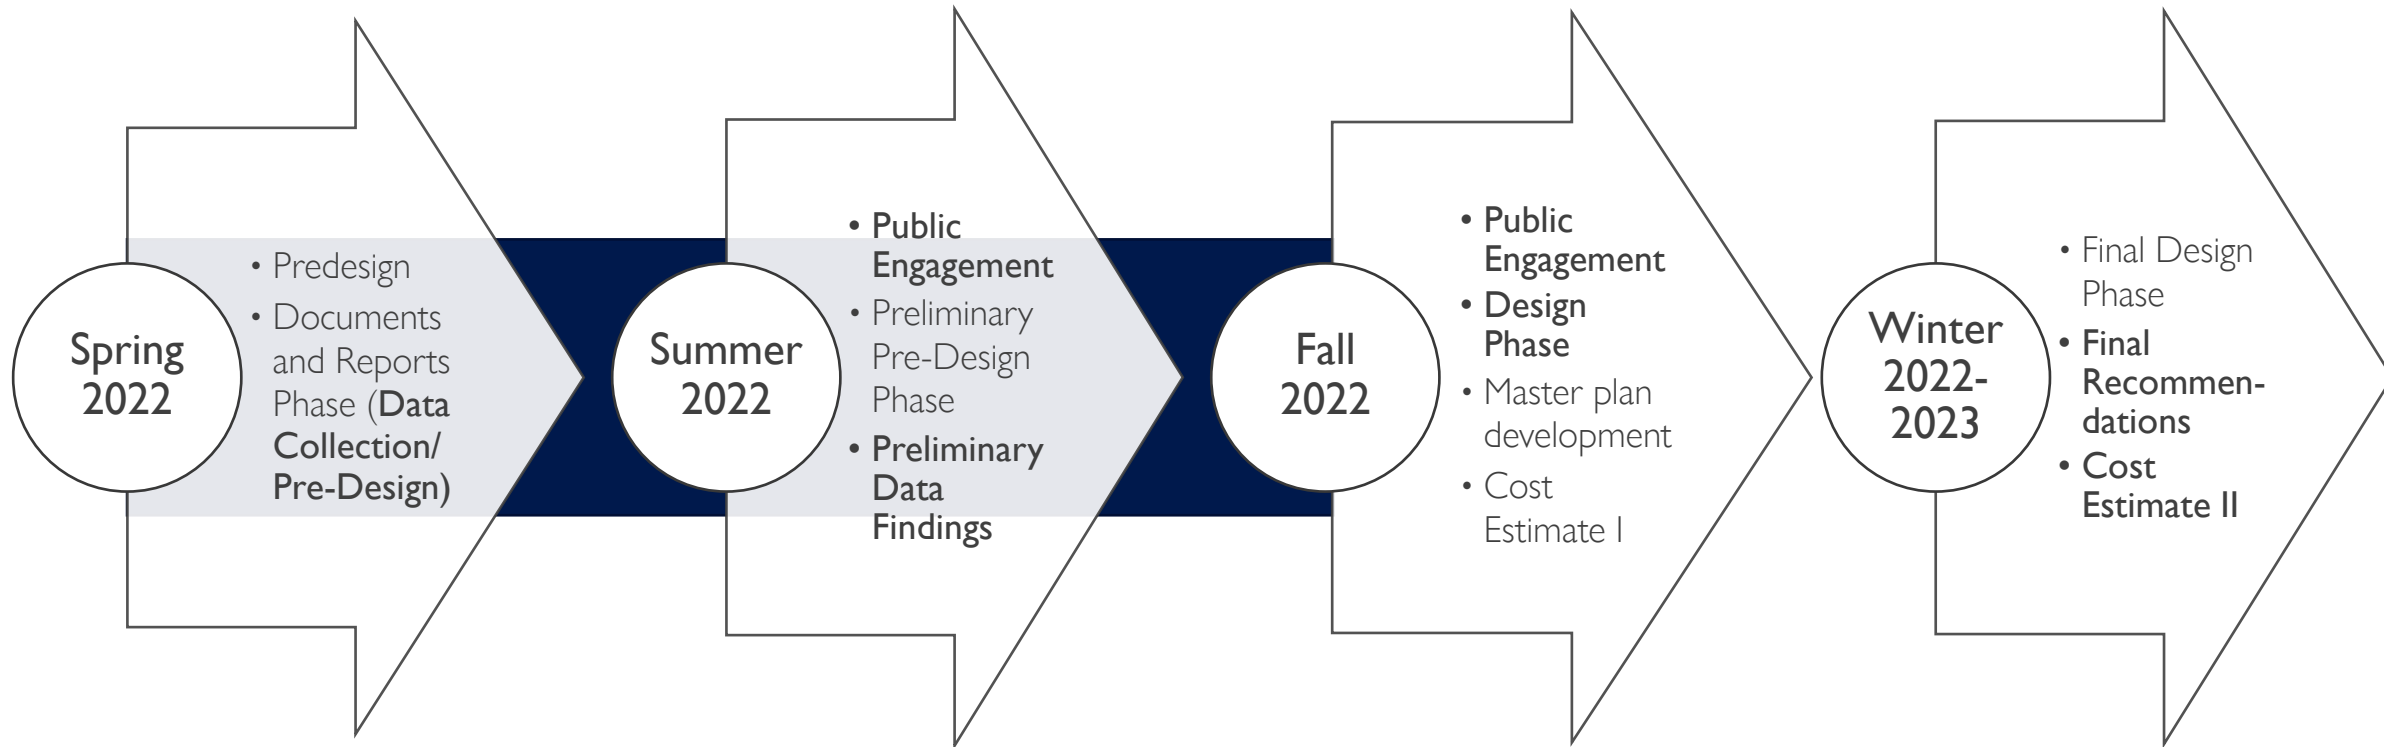 Spring
2022
• Predesign
• Documents
and Reports
Phase (Data
Collection/
Pre-Design)
Summer
2022
• Public
Engagement
• Preliminary
Pre-Design
Phase
• Preliminary
Data
Findings
Fall
2022
• Public
Engagement
• Design
Phase
• Master plan
development
• Cost
Estimate I
Winter
2022-
2023
• Final Design
Phase
• Final
Recommen-
dations
• Cost
Estimate II